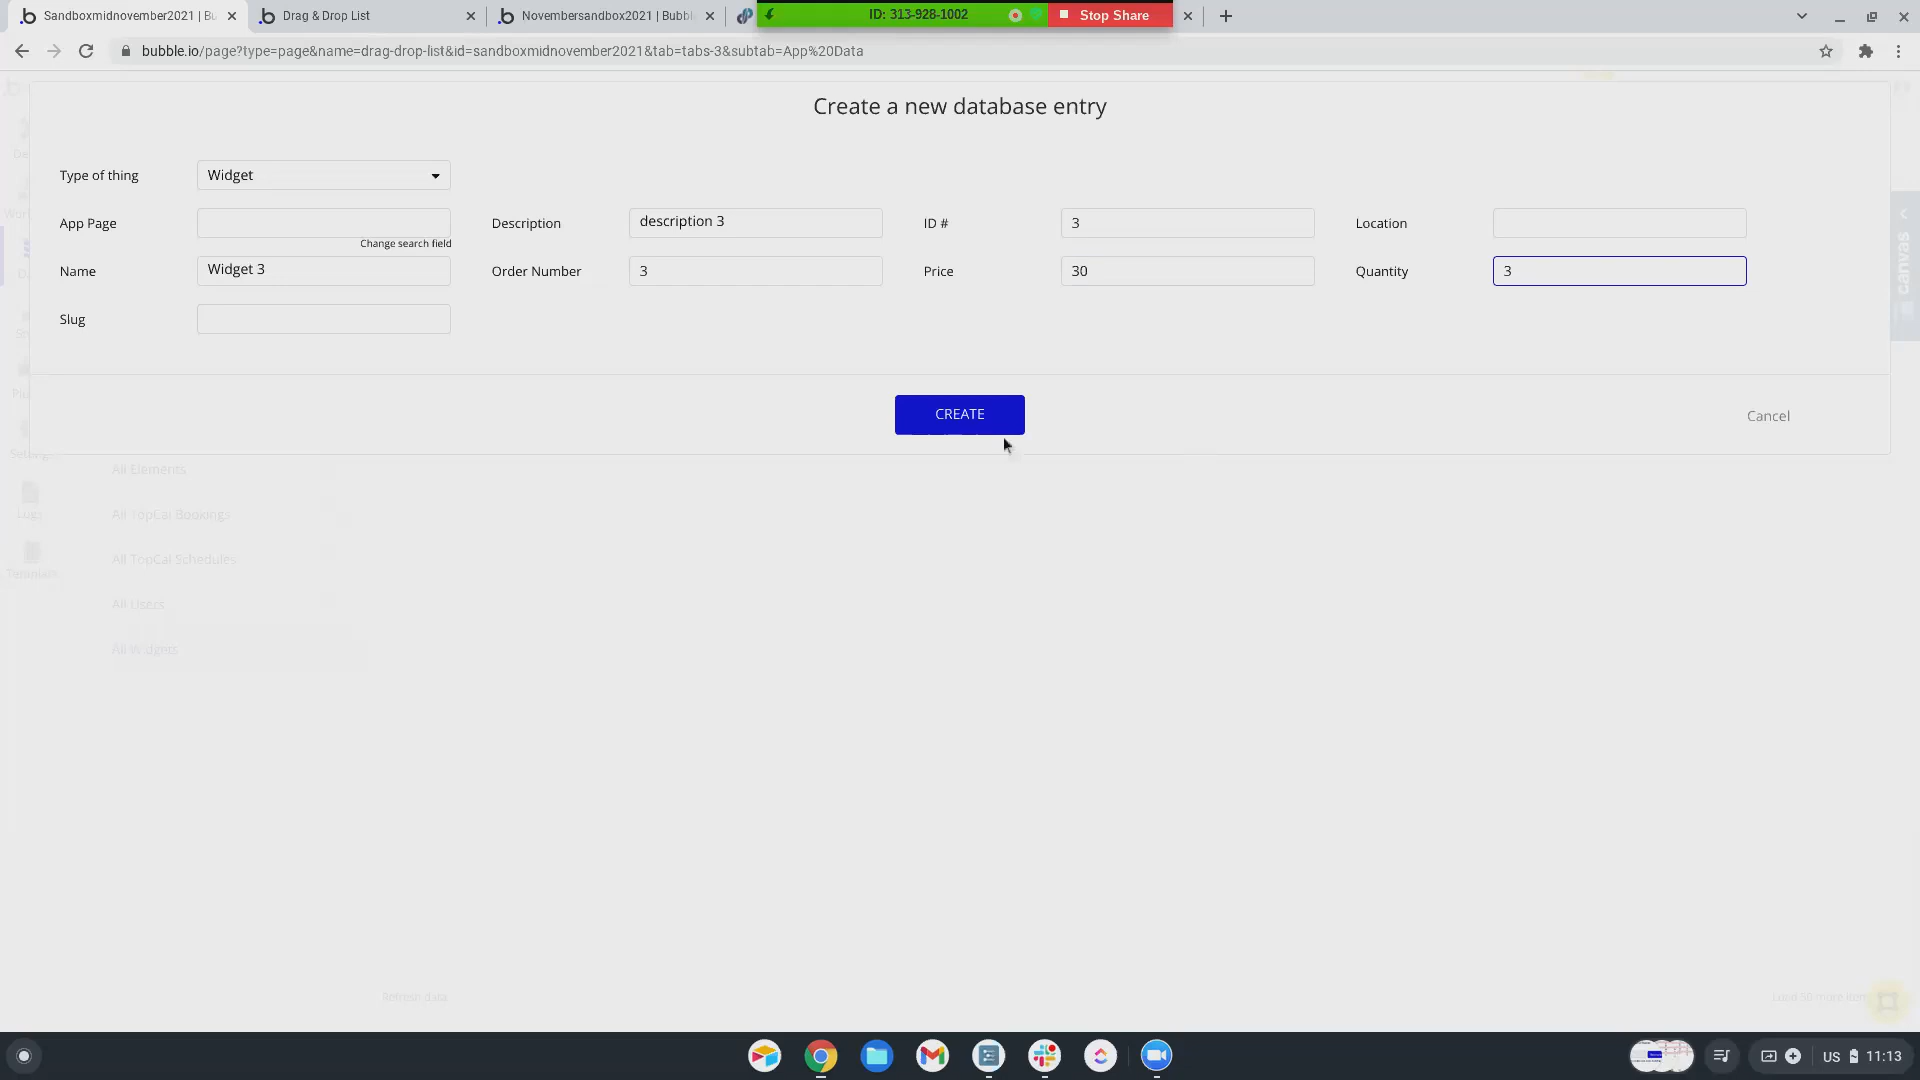 Sandboxmidnovember2021 | Bu
Drag & Drop List
Novembersandbox2021 | Bubbl
ID: 313-928-1002
Stop Share
bubble.io/page?type=page&name=drag-drop-list&id=sandboxmidnovember2021&tab=tabs-3&subtab=App%20Data
Create a new database entry
Type of thing
Widget
App Page
Change search field
Description
description 3
ID #
3
Location
Name
Widget 3
Order Number
3
Price
30
Quantity
3
Slug
canvas
CREATE
Cancel
All Elements
All TopCal Bookings
All TopCal Schedules
All Users
All Widgets
Refresh data
US
11:13